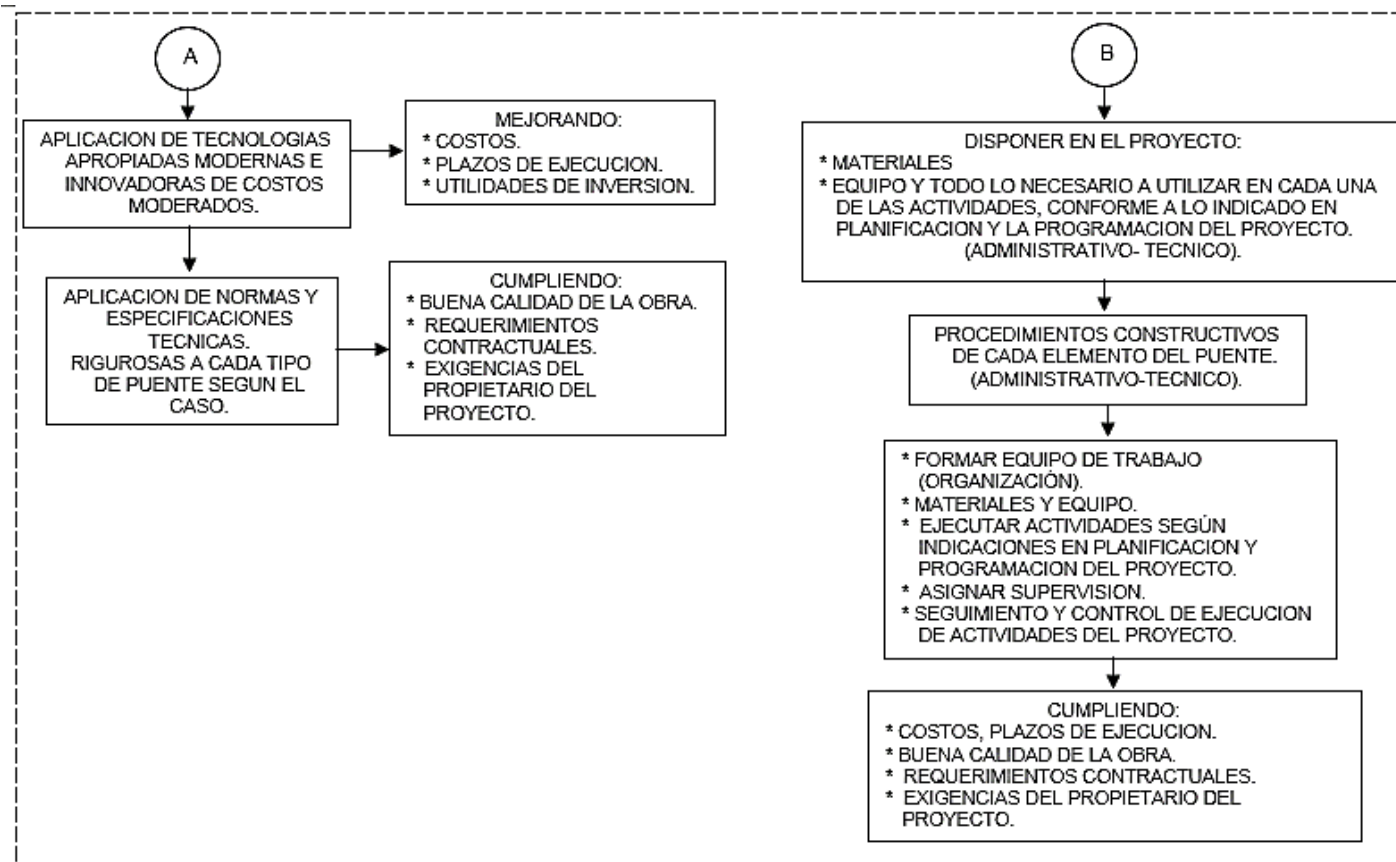 A
APLICACION DE TECNOLOGIAS
APROPIADAS MODERNAS E
INNOVADORAS DE COSTOS
MODERADOS.
MEJORANDO:
* COSTOS.
* PLAZOS DE EJECUCION.
* UTILIDADES DE INVERSION.
APLICACION DE NORMAS Y
ESPECIFICACIONES
TECNICAS.
RIGUROSAS A CADA TIPO
DE PUENTE SEGUN EL
CASO.
CUMPLIENDO:
* BUENA CALIDAD DE LA OBRA.
* REQUERIMIENTOS
CONTRACTUALES.
* EXIGENCIAS DEL
PROPIETARIO DEL
PROYECTO.
B
DISPONER EN EL PROYECTO:
* MATERIALES
* EQUIPO Y TODO LO NECESARIO A UTILIZAR EN CADA UNA
DE LAS ACTIVIDADES, CONFORME A LO INDICADO EN
PLANIFICACION Y LA PROGRAMACION DEL PROYECTO.
(ADMINISTRATIVO- TECNICO).
PROCEDIMIENTOS CONSTRUCTIVOS
DE CADA ELEMENTO DEL PUENTE.
(ADMINISTRATIVO-TECNICO).
* FORMAR EQUIPO DE TRABAJO
(ORGANIZACIÓN).
* MATERIALES Y EQUIPO.
* EJECUTAR ACTIVIDADES SEGÚN
INDICACIONES EN PLANIFICACION Y
PROGRAMACION DEL PROYECTO.
* ASIGNAR SUPERVISION.
* SEGUIMIENTO Y CONTROL DE EJECUCION
DE ACTIVIDADES DEL PROYECTO.
CUMPLIENDO:
* COSTOS, PLAZOS DE EJECUCION.
* BUENA CALIDAD DE LA OBRA.
* REQUERIMIENTOS CONTRACTUALES.
* EXIGENCIAS DEL PROPIETARIO DEL
PROYECTO.